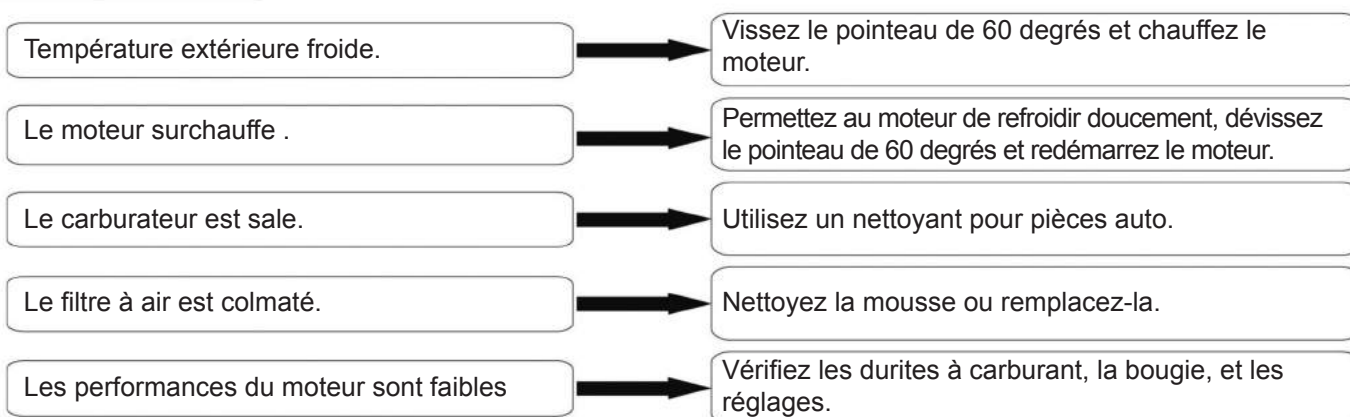 Température extérieure froide.
Vissez le pointeau de 60 degrés et chauffez le
moteur.
Le moteur surchauffe .
Permettez au moteur de refroidir doucement, dévissez
le pointeau de 60 degrés et redémarrez le moteur.
Le carburateur est sale.
Utilisez un nettoyant pour pièces auto.
Le filtre à air est colmaté.
Nettoyez la mousse ou remplacez-la.
Les performances du moteur sont faibles
Vérifiez les durites à carburant, la bougie, et les
réglages.